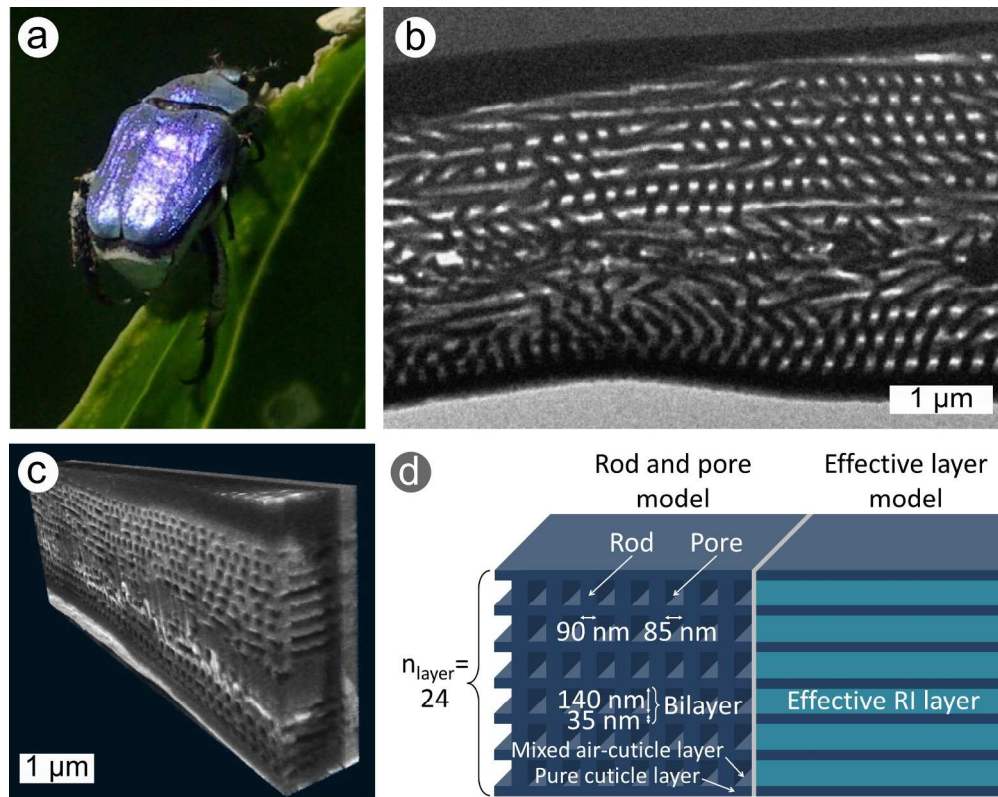 a
b
1 μm
c
1 μm
d
Rod and pore
model
Effective layer
model
Rod
Pore
90 nm 85 nm
n_layer=
24
140 nm
35 nm
Bilayer
Effective RI layer
Mixed air-cuticle layer
Pure cuticle layer